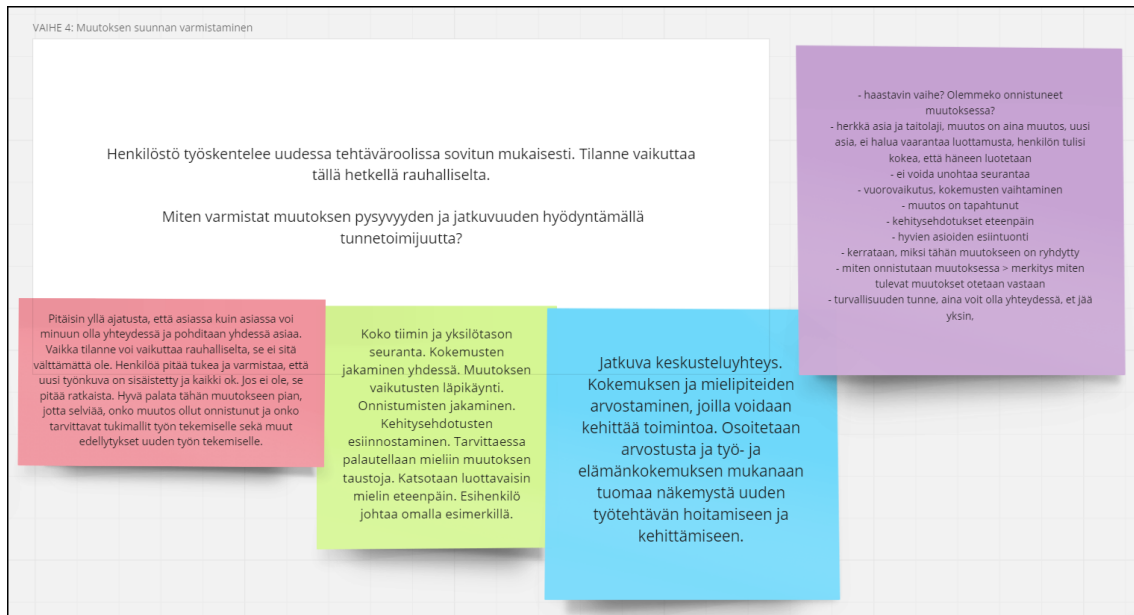 VAIHE 4: Muutoksen suunnan varmistaminen
Henkilöstö työskentelee uudessa tehtäväroolissa sovitun mukaisesti. Tilanne vaikuttaa
tällä hetkellä rauhalliselta.
Miten varmistat muutoksen pysyvyyden ja jatkuvuuden hyödyntämällä
tunnetoimijuutta?
- haastavin vaihe? Olemmeko onnistuneet
muutoksessa?
- herkkä asia ja taitolaji, muutos on aina muutos, uusi
asia, ei halua vaarantaa luottamusta, henkilön tulisi
kokea, että häneen luotetaan
- ei voida unohtaa seurantaa
- vuorovaikutus, kokemusten vaihtaminen
- muutos on tapahtunut
- kehitysehdotukset eteenpäin
- hyvien asioiden esiintuonti
- kerrataan, miksi tähän muutokseen on ryhdytty
- miten onnistutaan muutoksessa > merkitys miten
tulevat muutokset otetaan vastaan
- turvallisuuden tunne, aina voit olla yhteydessä, et jää
yksin,
Pitäisin yllä ajatusta, että asiassa kuin asiassa voi
minuun olla yhteydessä ja pohditaan yhdessä asiaa.
Vaikka tilanne voi vaikuttaa rauhalliselta, se ei sitä
välttämättä ole. Henkilöä pitää tukea ja varmistaa, että
uusi työnkuva on sisäistetty ja kaikki ok. Jos ei ole, se
pitää ratkaista. Hyvä palata tähän muutokseen pian,
jotta selviää, onko muutos ollut onnistunut ja onko
tarvittavat tukimallit työn tekemiselle sekä muut
edellytykset uuden työn tekemiselle.
Koko tiimin ja yksilötason
seuranta. Kokemusten
jakaminen yhdessä. Muutoksen
vaikutusten läpikäynti.
Onnistumisten jakaminen.
Kehitysehdotusten
esiinnostaminen. Tarvittaessa
palautellaan mieliin muutoksen
taustoja. Katsotaan luottavaisin
mielin eteenpäin. Esihenkilö
johtaa omalla esimerkillä.
Jatkuva keskusteluyhteys.
Kokemuksen ja mielipiteiden
arvostaminen, joilla voidaan
kehittää toimintoa. Osoitetaan
arvostusta ja työ- ja
elämänkokemuksen mukanaan
tuomaa näkemystä uuden
työtehtävän hoitamiseen ja
kehittämiseen.